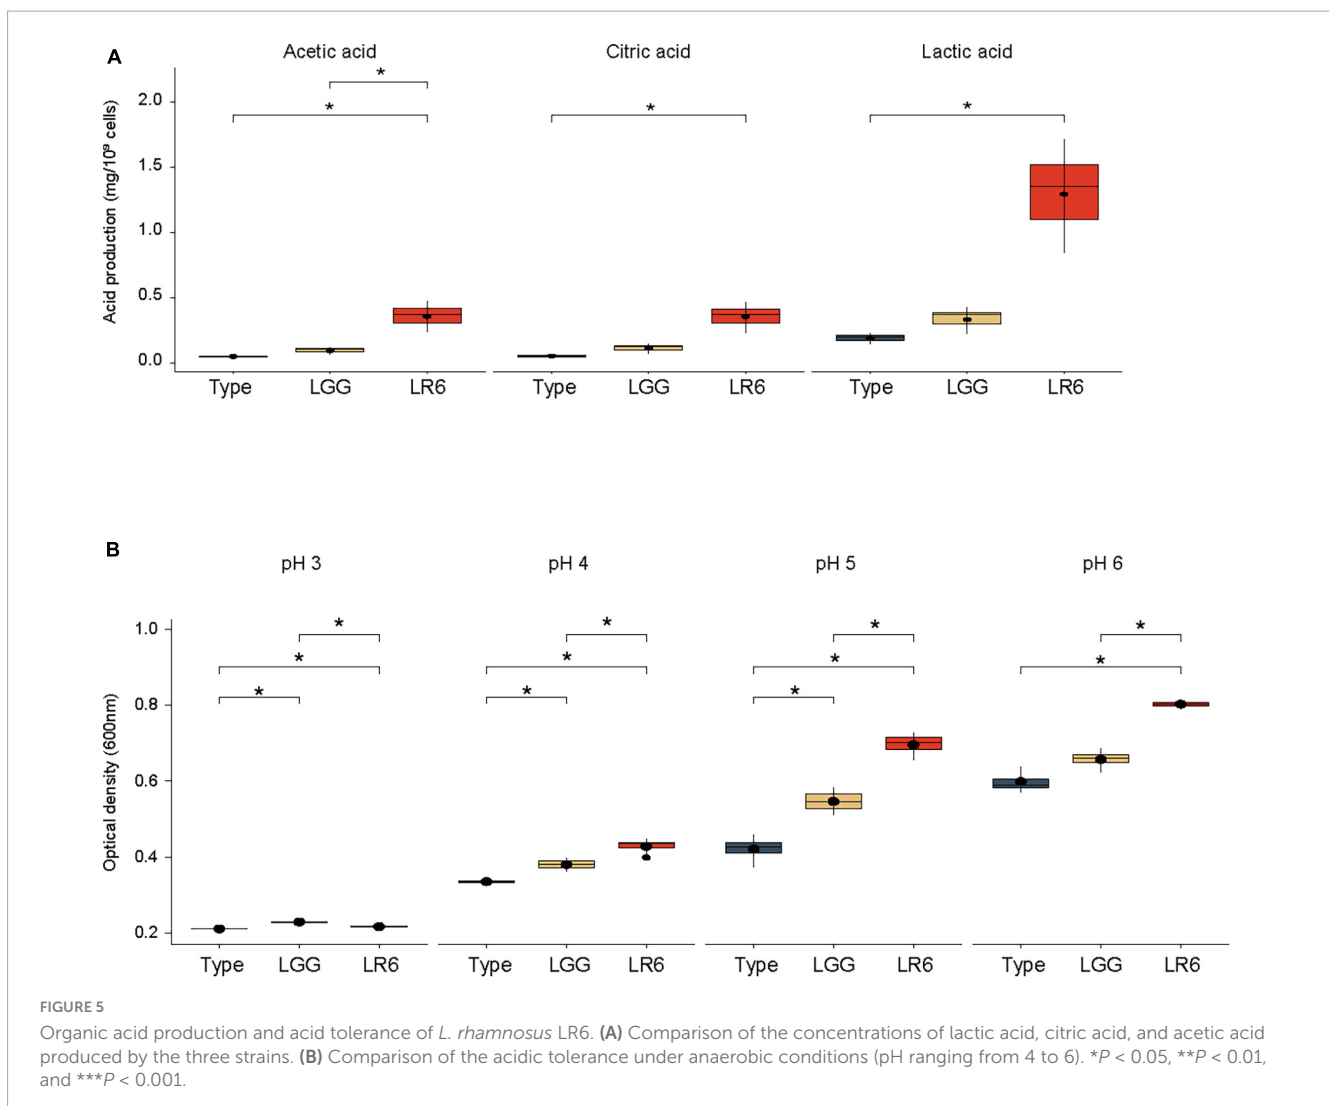 A
Acetic acid Citric acid Lactic acid
* * * *
Acid production (mg/10⁹ cells)
2.0
1.5
1.0
0.5
0.0
Type LGG LR6 Type LGG LR6 Type LGG LR6
B
pH 3 pH 4 pH 5 pH 6
* * * *
* * * *
* * *
Optical density (600nm)
1.0
0.8
0.6
0.4
0.2
Type LGG LR6 Type LGG LR6 Type LGG LR6 Type LGG LR6
FIGURE 5
Organic acid production and acid tolerance of L. rhamnosus LR6. (A) Comparison of the concentrations of lactic acid, citric acid, and acetic acid
produced by the three strains. (B) Comparison of the acidic tolerance under anaerobic conditions (pH ranging from 4 to 6). *P < 0.05, **P < 0.01,
and ***P < 0.001.